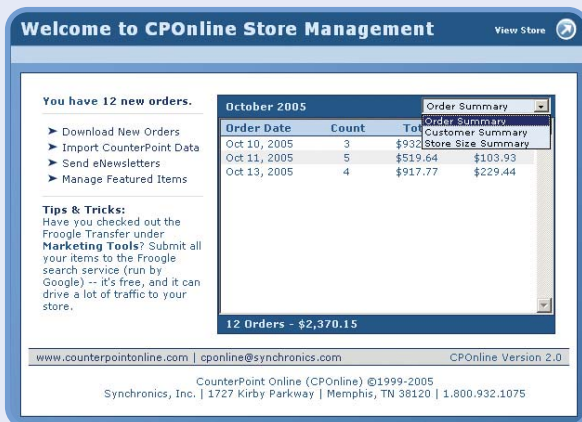 Welcome to CPOnline Store Management
View Store
You have 12 new orders.
➤ Download New Orders
➤ Import CounterPoint Data
➤ Send eNewsletters
➤ Manage Featured Items
Tips & Tricks:
Have you checked out the
Froogle Transfer under
Marketing Tools? Submit all
your items to the Froogle
search service (run by
Google) -- it's free, and it can
drive a lot of traffic to your
store.
October 2005
Order Summary
Order Summary
Customer Summary
Store Size Summary
Order Date Count
Oct 10, 2005 3 $932
Oct 11, 2005 5 $519.64 $103.93
Oct 13, 2005 4 $917.77 $229.44
12 Orders - $2,370.15
www.counterpointonline.com | cponline@synchronics.com CPOnline Version 2.0
CounterPoint Online (CPOnline) ©1999-2005
Synchronics, Inc. | 1727 Kirby Parkway | Memphis, TN 38120 | 1.800.932.1075